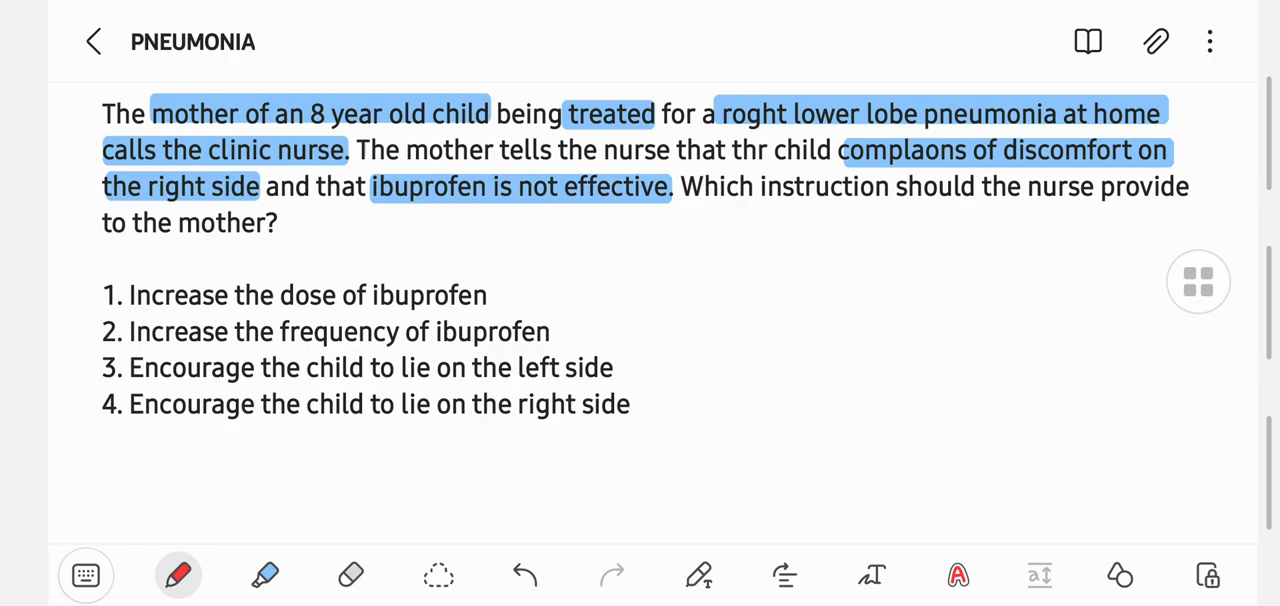 PNEUMONIA
The mother of an 8 year old child being treated for a roght lower lobe pneumonia at home
calls the clinic nurse. The mother tells the nurse that thr child complaons of discomfort on
the right side and that ibuprofen is not effective. Which instruction should the nurse provide
to the mother?
1. Increase the dose of ibuprofen
2. Increase the frequency of ibuprofen
3. Encourage the child to lie on the left side
4. Encourage the child to lie on the right side